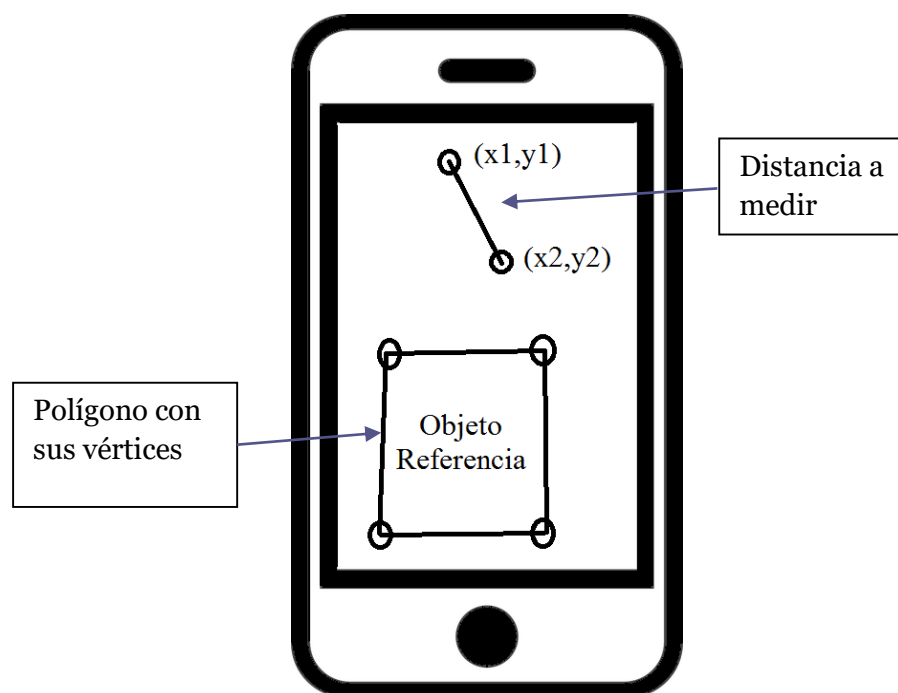 (x1,y1)
Distancia a
medir
(x2,y2)
Polígono con
sus vértices
Objeto
Referencia